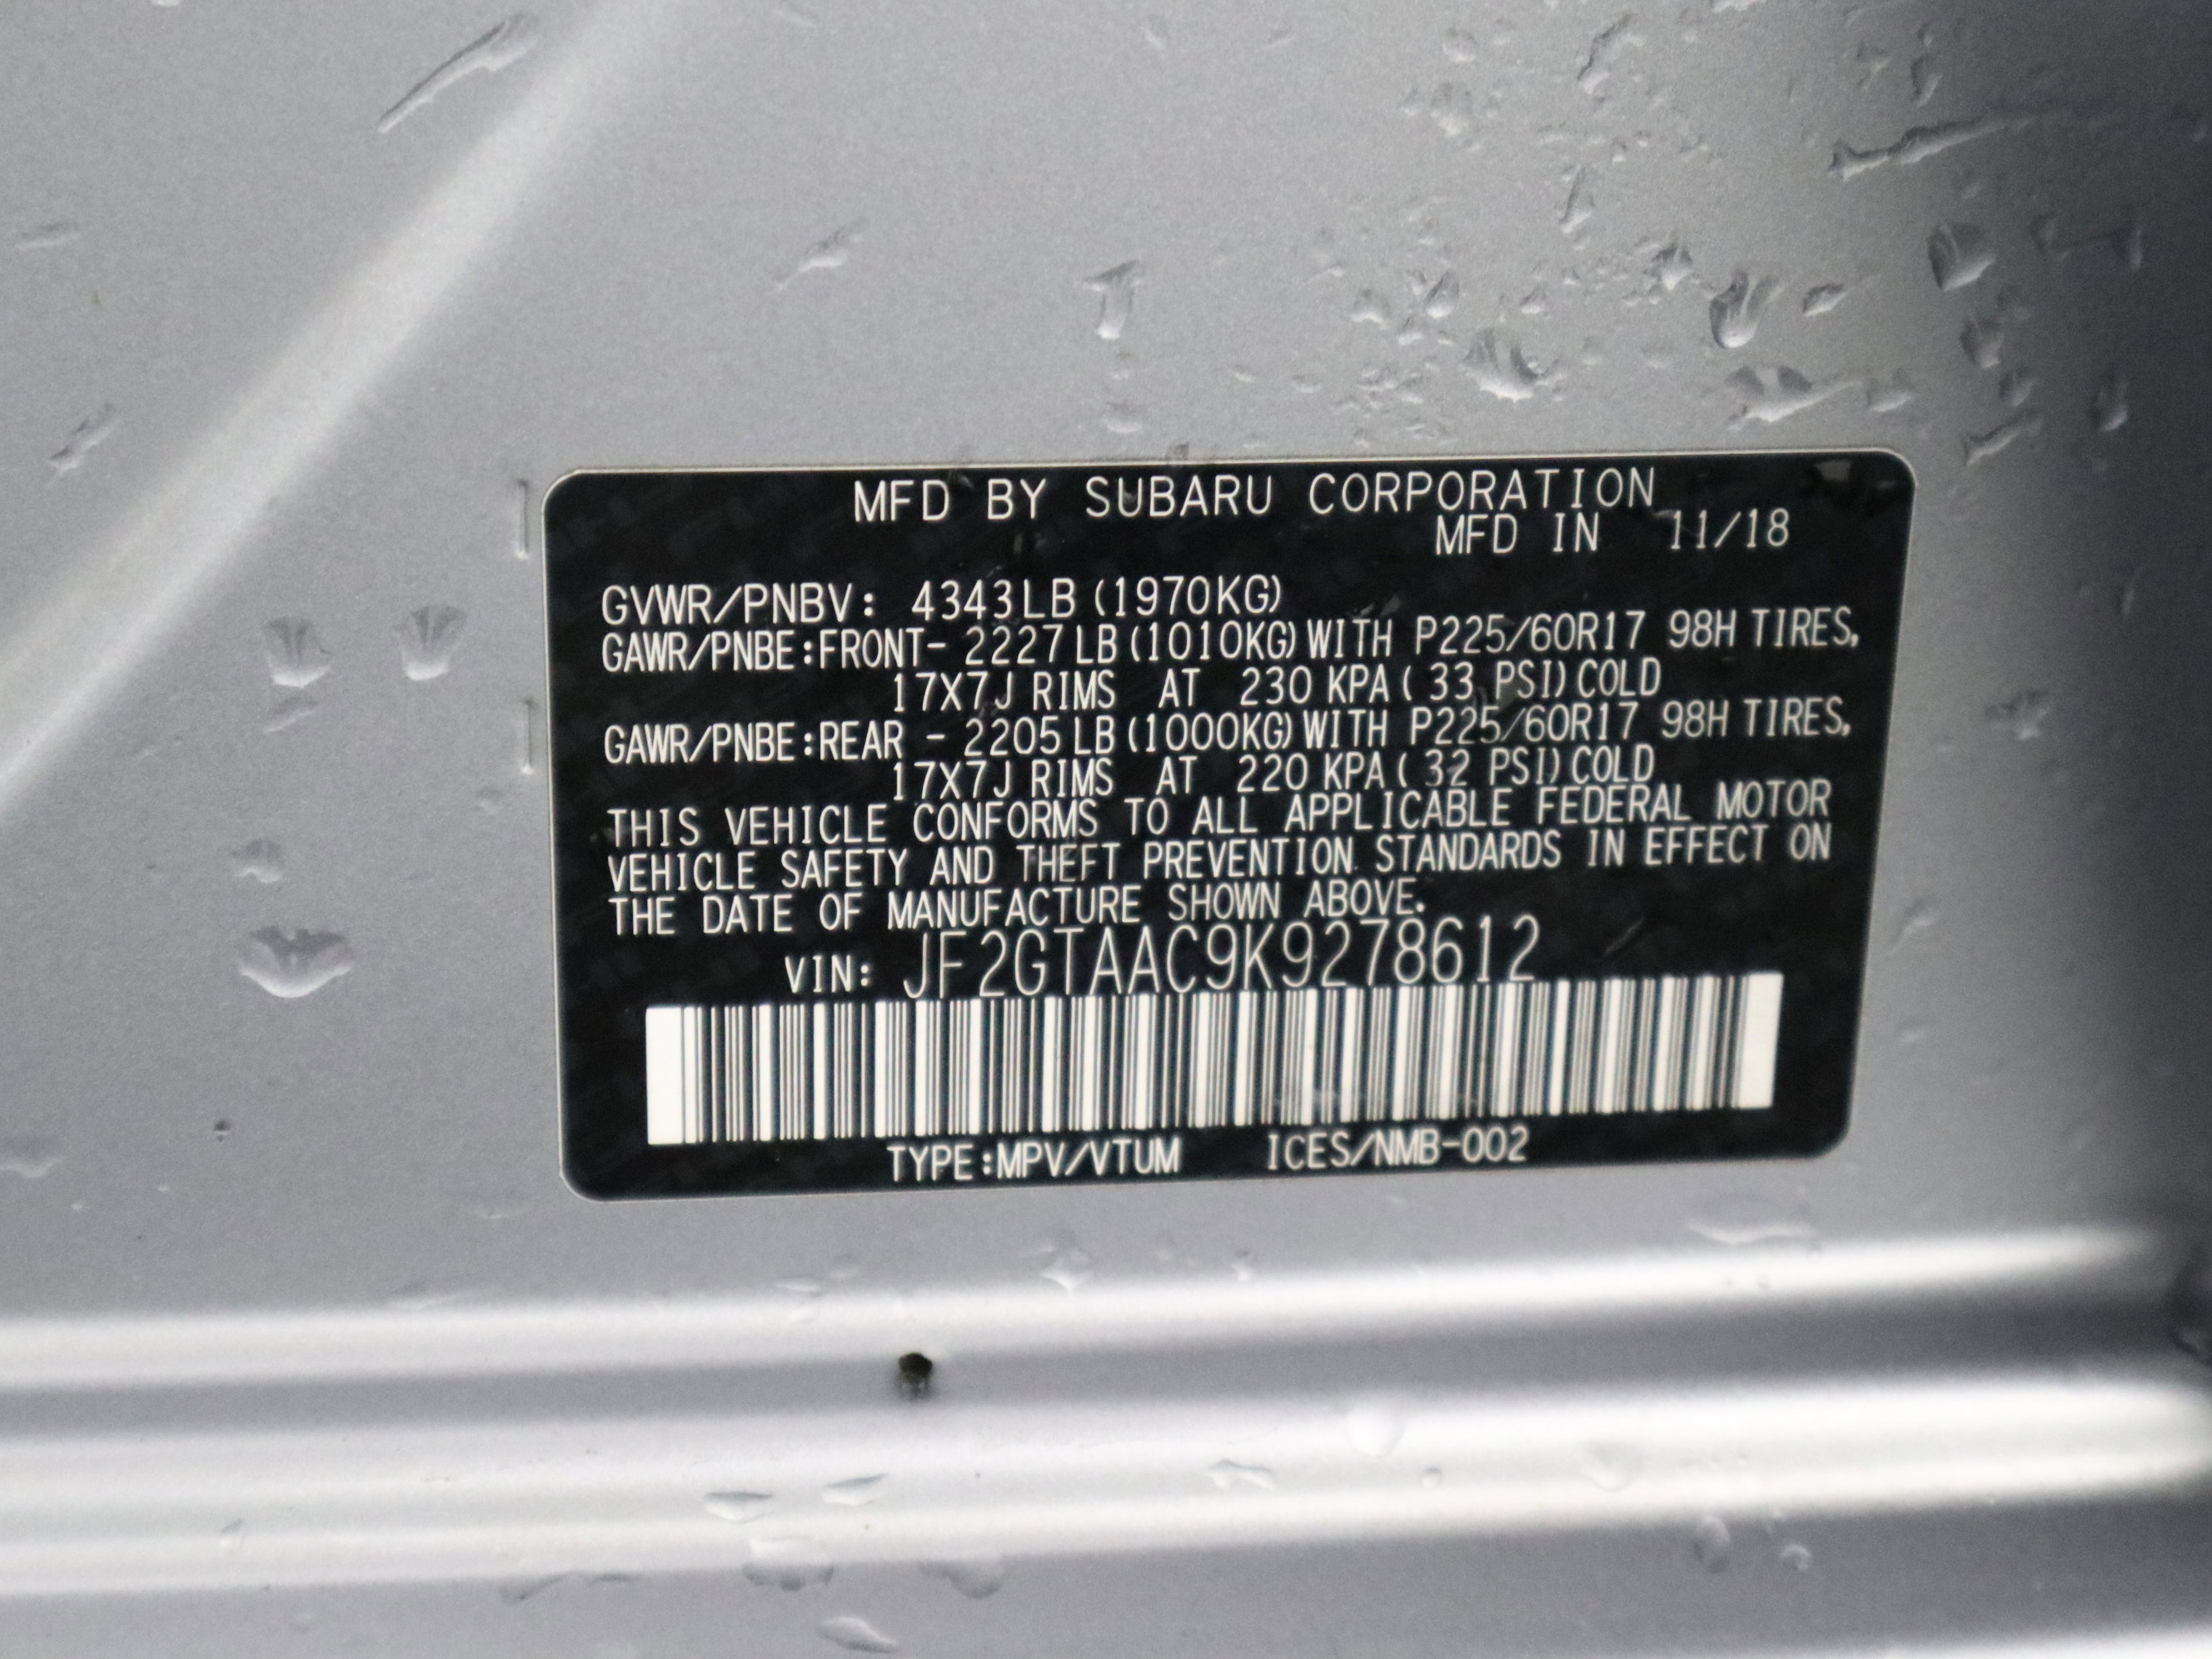 MFD BY SUBARU CORPORATION
MFD IN 11/18
GVWR/PNBV: 4343LB (1970KG)
GAWR/PNBE:FRONT- 2227LB (1010KG) WITH P225/60R17 98H TIRES,
17X7J RIMS AT 230 KPA ( 33 PSI) COLD
GAWR/PNBE:REAR - 2205LB (1000KG) WITH P225/60R17 98H TIRES,
17X7J RIMS AT 220 KPA ( 32 PSI) COLD
THIS VEHICLE CONFORMS TO ALL APPLICABLE FEDERAL MOTOR
VEHICLE SAFETY AND THEFT PREVENTION STANDARDS IN EFFECT ON
THE DATE OF MANUFACTURE SHOWN ABOVE.
VIN: JF2GTAAC9K9278612
TYPE:MPV/VTUM ICES/NMB-002